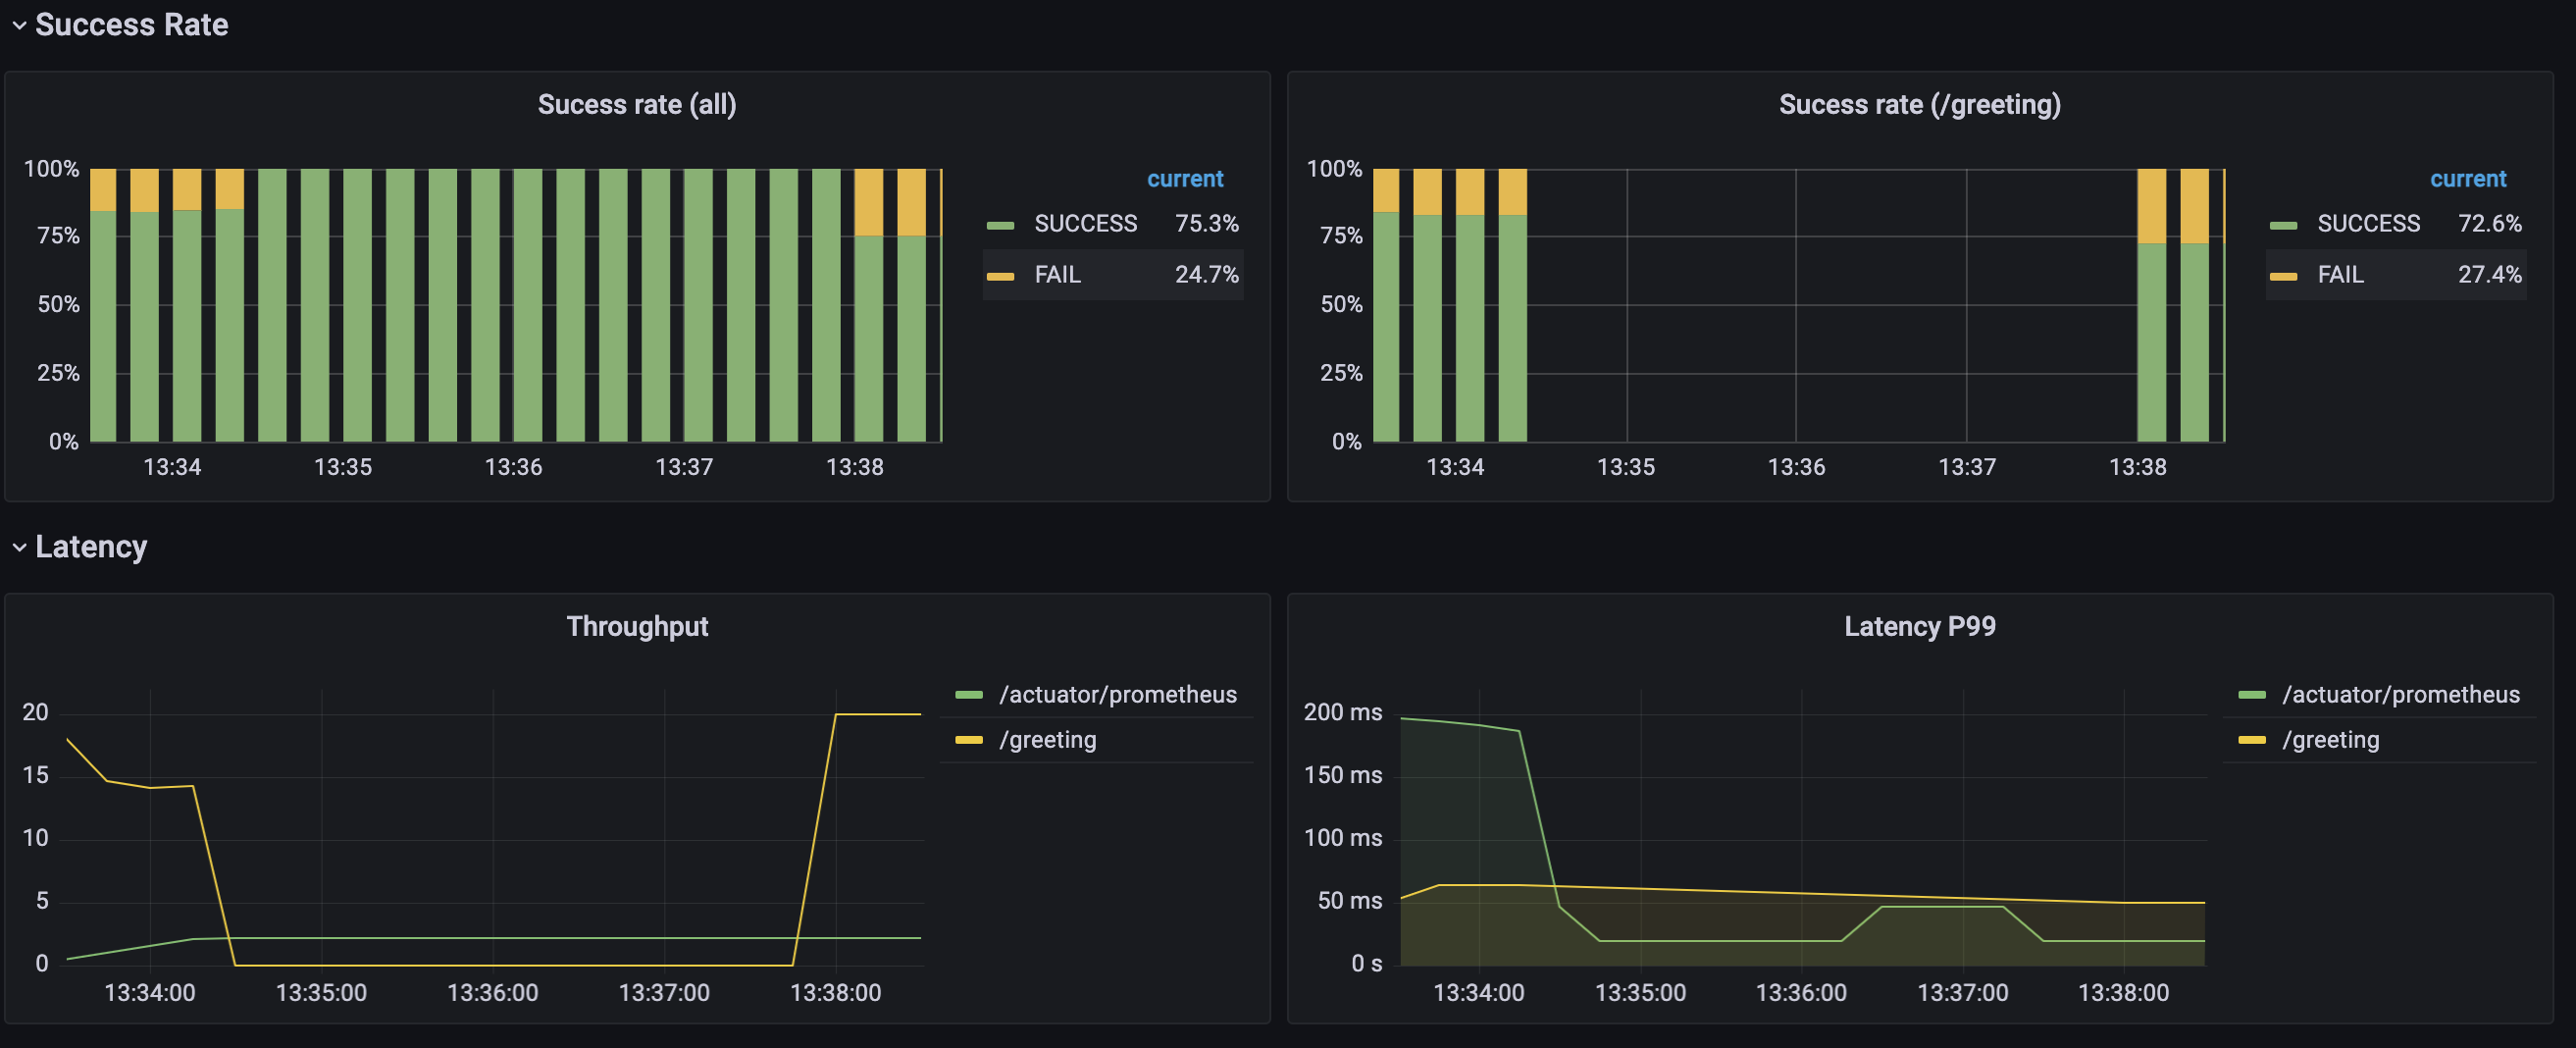 Success Rate
Sucess rate (all)
100%
75%
50%
25%
0%
13:34 13:35 13:36 13:37 13:38
current
SUCCESS 75.3%
FAIL 24.7%
Sucess rate (/greeting)
100%
75%
50%
25%
0%
13:34 13:35 13:36 13:37 13:38
current
SUCCESS 72.6%
FAIL 27.4%
Latency
Throughput
20
15
10
5
0
13:34:00 13:35:00 13:36:00 13:37:00 13:38:00
/actuator/prometheus
/greeting
Latency P99
200 ms
150 ms
100 ms
50 ms
0 s
13:34:00 13:35:00 13:36:00 13:37:00 13:38:00
/actuator/prometheus
/greeting